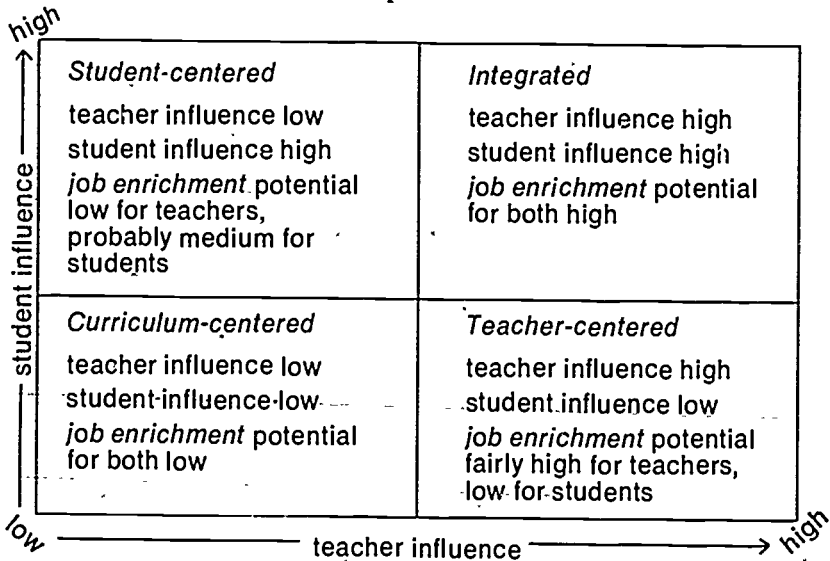 high
Student-centered
teacher influence low
student influence high
job enrichment potential
low for teachers,
probably medium for
students
Integrated
teacher influence high
student influence high
job enrichment potential
for both high
student influence
Curriculum-centered
teacher influence low
student influence low
job enrichment potential
for both low
Teacher-centered
teacher influence high
student influence low
job enrichment potential
fairly high for teachers,
low for students
low
teacher influence
high